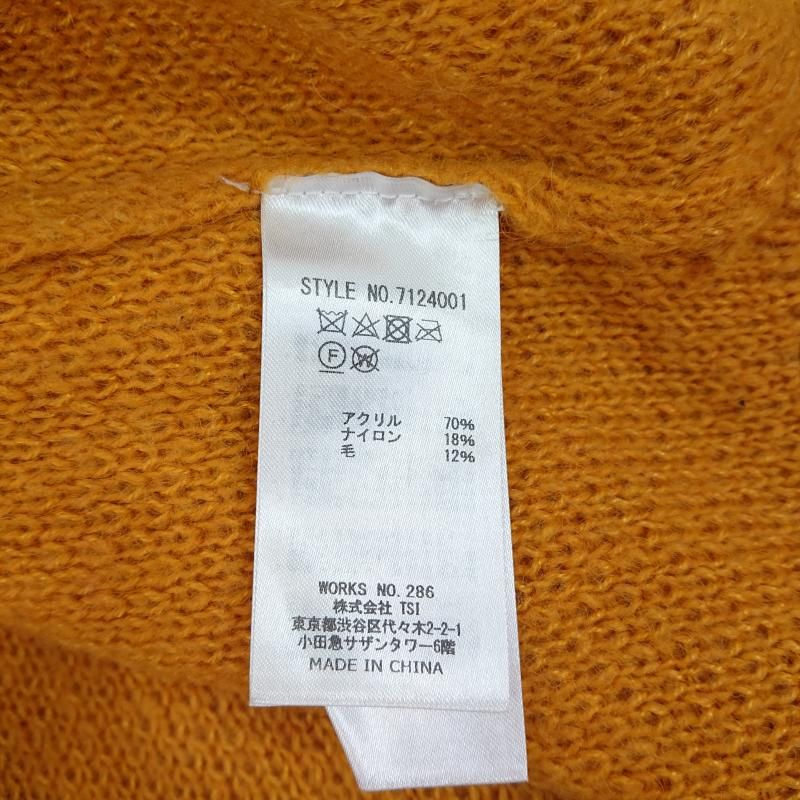 STYLE NO.7124001
F W
アクリル 70%
ナイロン 18%
毛 12%
WORKS NO. 286
株式会社 TSI
東京都渋谷区代々木2-2-1
小田急サザンタワー6階
MADE IN CHINA